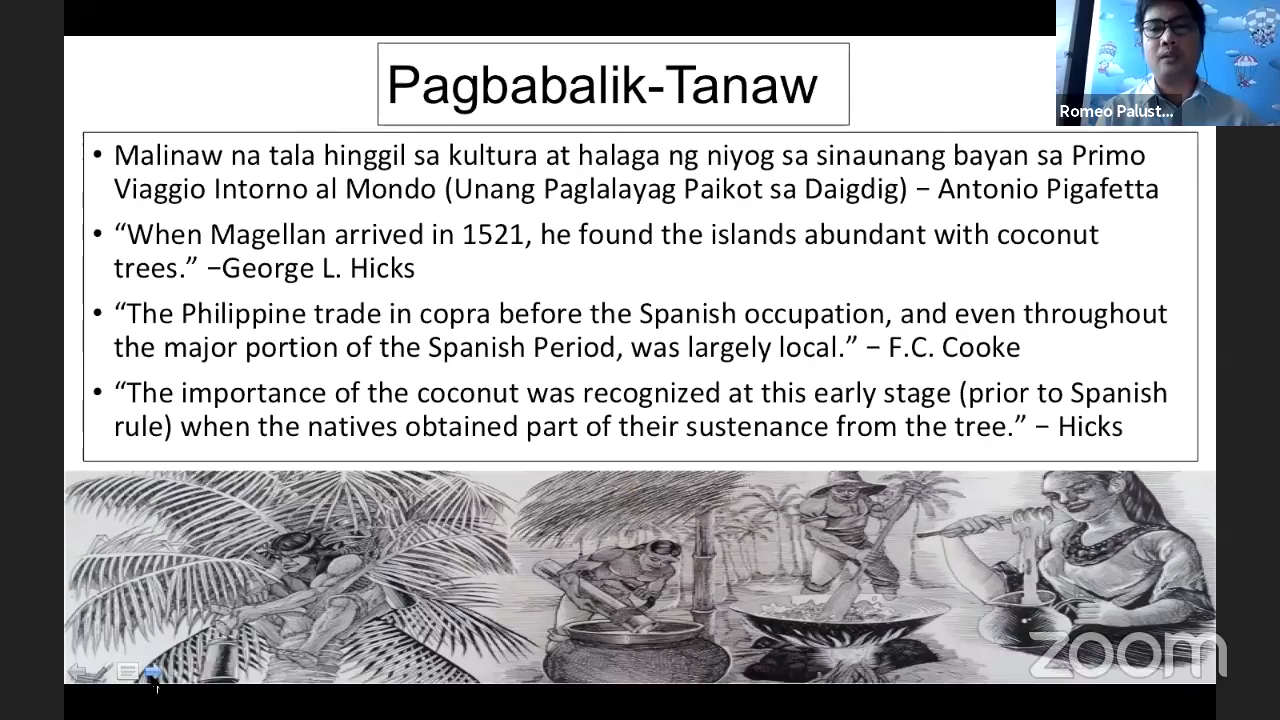 Pagbabalik-Tanaw
Romeo Palust...
• Malinaw na tala hinggil sa kultura at halaga ng niyog sa sinaunang bayan sa Primo
Viaggio Intorno al Mondo (Unang Paglalayag Paikot sa Daigdig) – Antonio Pigafetta
• “When Magellan arrived in 1521, he found the islands abundant with coconut
trees.” –George L. Hicks
• “The Philippine trade in copra before the Spanish occupation, and even throughout
the major portion of the Spanish Period, was largely local.” – F.C. Cooke
• “The importance of the coconut was recognized at this early stage (prior to Spanish
rule) when the natives obtained part of their sustenance from the tree.” – Hicks
zoom